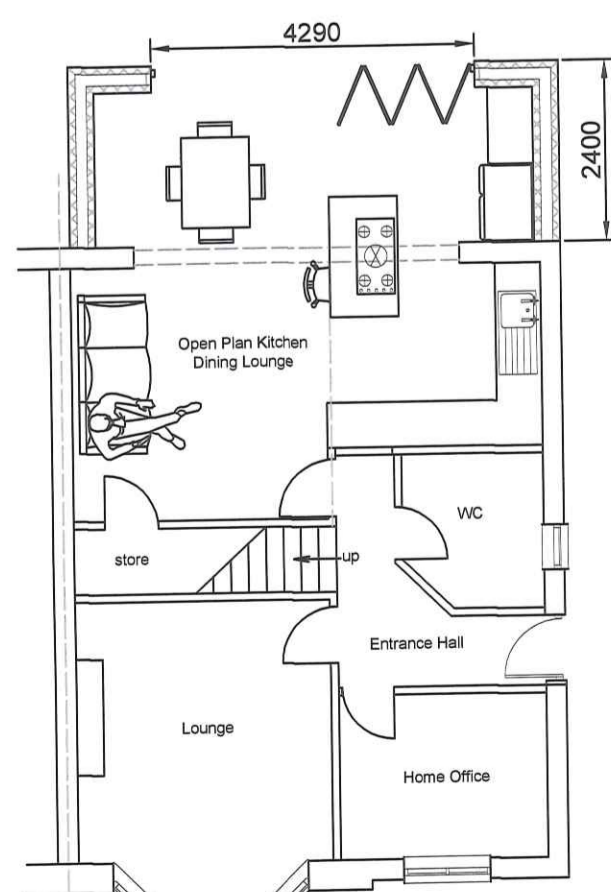 4290
2400
Open Plan Kitchen
Dining Lounge
WC
store
up
Entrance Hall
Lounge
Home Office